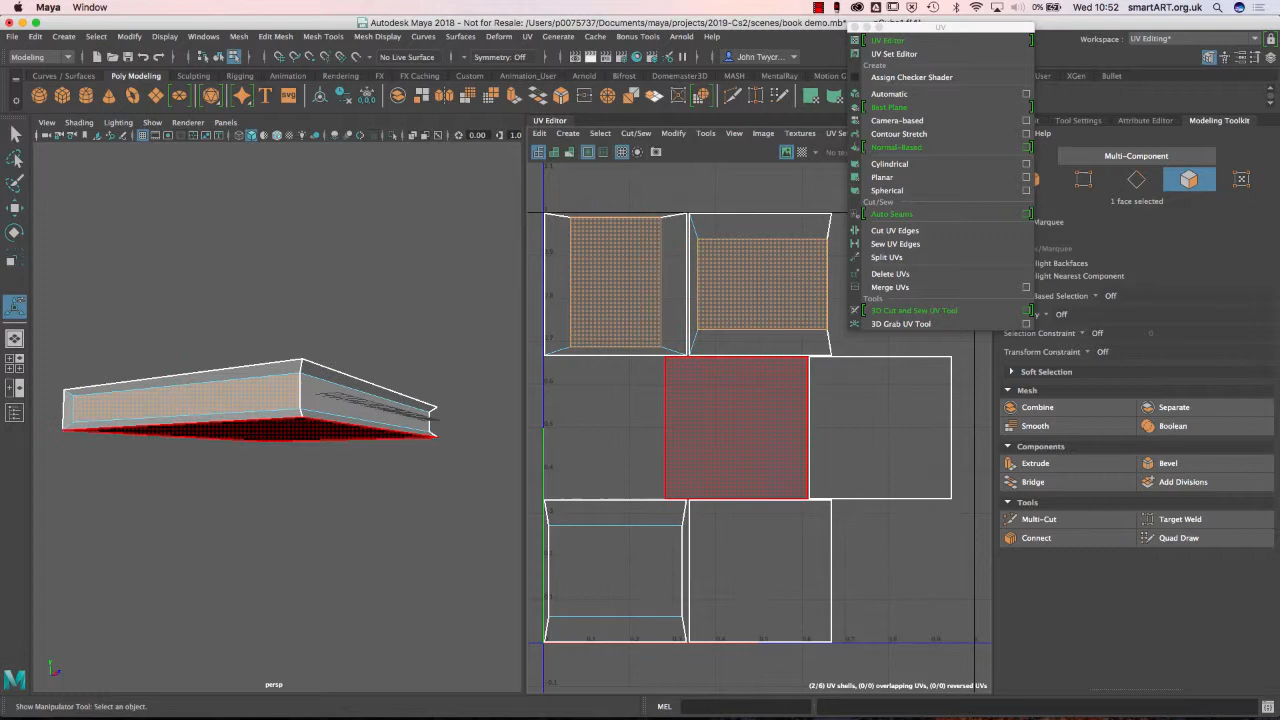 Maya Window
Wed 10:52 smartART.org.uk
Autodesk Maya 2018 - Not for Resale: /Users/p0075737/Documents/maya/projects/2019-Cs2/scenes/book demo.mb*
UV
File Edit Create Select Modify Display Windows Mesh Edit Mesh Mesh Tools Mesh Display Curves Surfaces Deform UV Generate Cache Bonus Tools Arnold Help
Workspace : UV Editing*
UV Editor
UV Set Editor
Create
Assign Checker Shader
Automatic
Best Plane
Camera-based
Contour Stretch
Normal-Based
Cylindrical
Planar
Spherical
Cut/Sew
Auto Seams
Cut UV Edges
Sew UV Edges
Split UVs
Delete UVs
Merge UVs
Tools
3D Cut and Sew UV Tool
3D Grab UV Tool
Modeling No Live Surface Symmetry: Off John Twycr...
Curves / Surfaces Poly Modeling Sculpting Rigging Animation Rendering FX FX Caching Animation_User Arnold Bifrost Domemaster3D MASH MentalRay Motion G User XGen Bullet
View Shading Lighting Show Renderer Panels
0.00 1.0
persp
UV Editor
Edit Create Select Cut/Sew Modify Tools View Image Textures UV Se
No te
(2/6) UV shells, (0/0) overlapping UVs, (0/0) reversed UVs
Tool Settings Attribute Editor Modeling Toolkit
Help
Multi-Component
1 face selected
Marquee
/Marquee
light Backfaces
light Nearest Component
Based Selection Off
y Off
Selection Constraint Off 0
Transform Constraint Off
Soft Selection
Mesh
Combine Separate
Smooth Boolean
Components
Extrude Bevel
Bridge Add Divisions
Tools
Multi-Cut Target Weld
Connect Quad Draw
Show Manipulator Tool: Select an object.
MEL